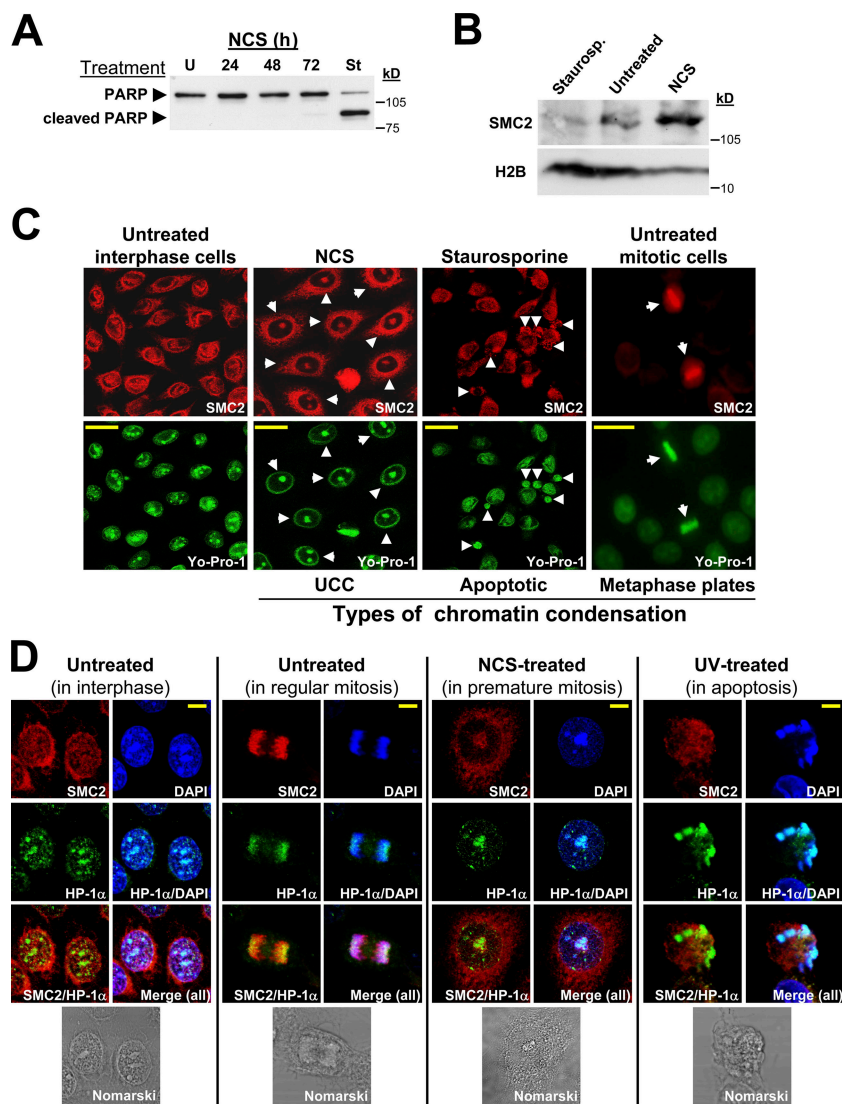 A
NCS (h)
Treatment U 24 48 72 St kD
PARP
105
cleaved PARP
75
B
Staurosp. Untreated NCS
kD
SMC2
105
H2B
10
C
Untreated interphase cells
NCS
Staurosporine
Untreated mitotic cells
SMC2 SMC2 SMC2 SMC2
Yo-Pro-1 Yo-Pro-1 Yo-Pro-1 Yo-Pro-1
UCC Apoptotic Metaphase plates
Types of chromatin condensation
D
Untreated
(in interphase)
Untreated
(in regular mitosis)
NCS-treated
(in premature mitosis)
UV-treated
(in apoptosis)
SMC2 DAPI SMC2 DAPI SMC2 DAPI SMC2 DAPI
HP-1α HP-1α/DAPI HP-1α HP-1α/DAPI HP-1α HP-1α/DAPI HP-1α HP-1α/DAPI
SMC2/HP-1α Merge (all) SMC2/HP-1α Merge (all) SMC2/HP-1α Merge (all) SMC2/HP-1α Merge (all)
Nomarski Nomarski Nomarski Nomarski